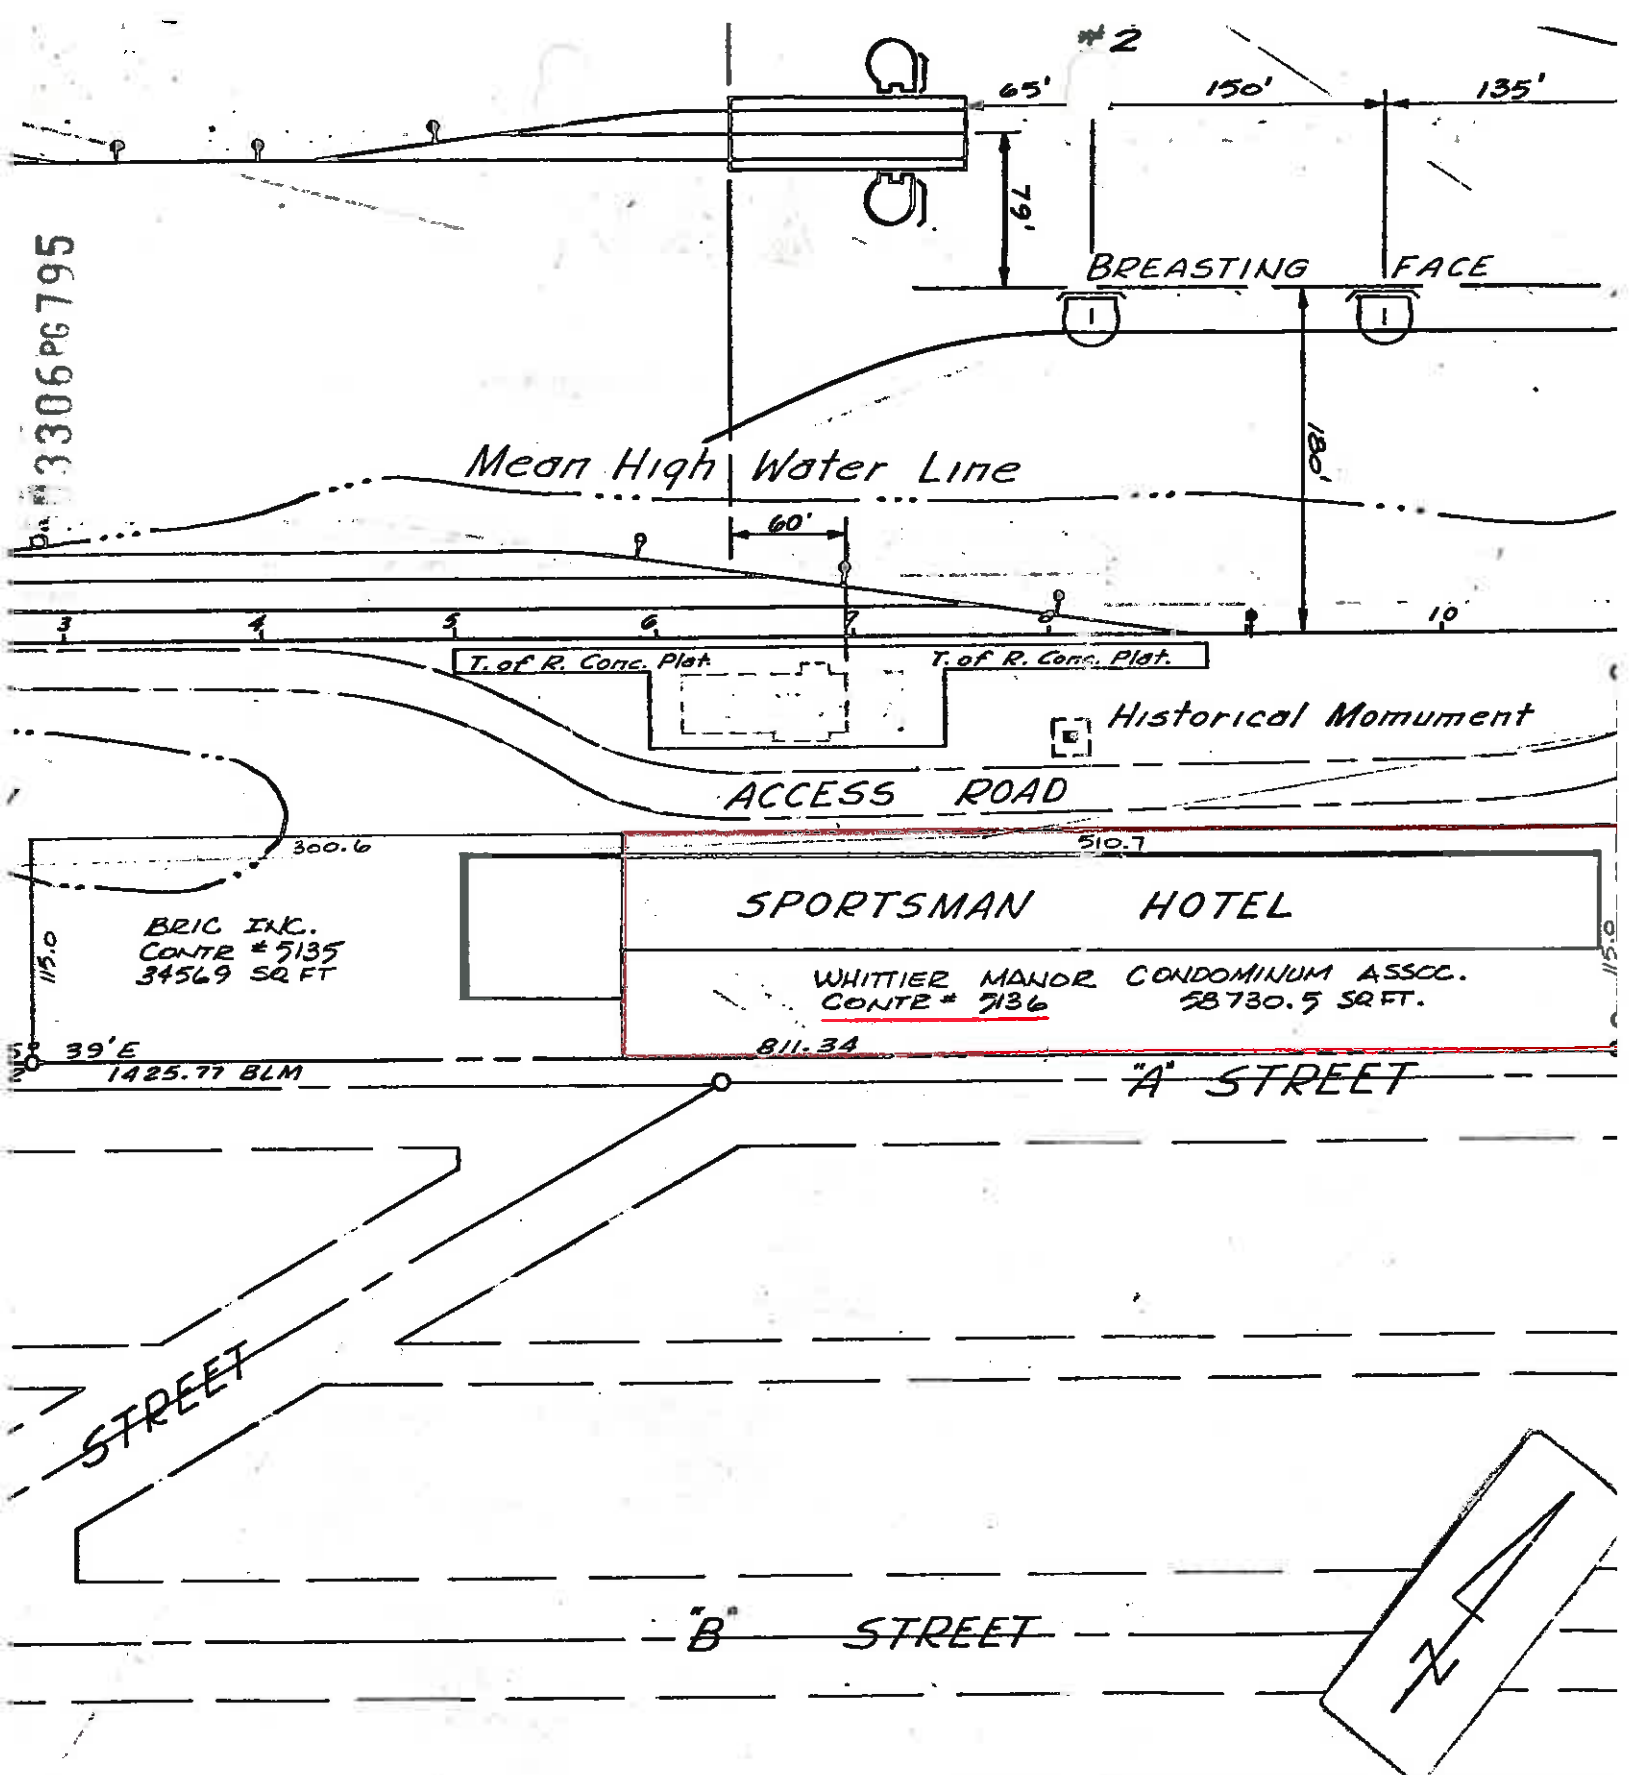 #2
65'
150'
135'
79'
BREASTING FACE
3306 PG 795
180'
Mean High Water Line
60'
3 4 5 6 7 8 10
T. of R. Conc. Plat.
T. of R. Conc. Plat.
Historical Momument
ACCESS ROAD
300.6
510.7
SPORTSMAN HOTEL
BRIC INC.
CONTR # 5135
34569 SQ FT
115.0
115.0
WHITTIER MANOR CONDOMINUM ASSOC.
CONTR # 5136 58730.5 SQ FT.
39' E
811.34
1425.77 BLM
"A" STREET
STREET
"B" STREET
N